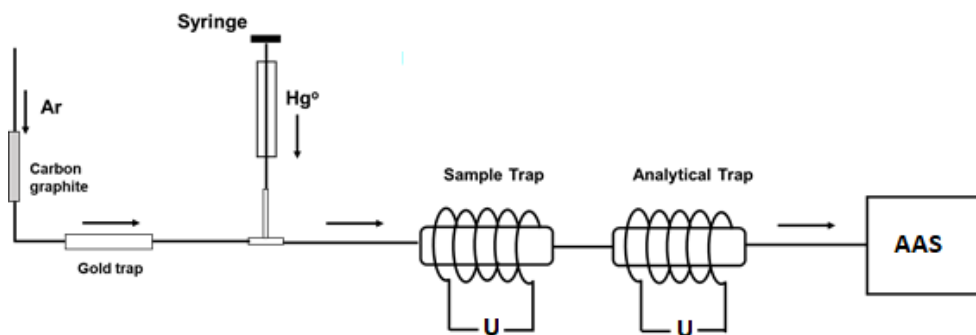 Syringe
Ar
Hg°
Carbon
graphite
Gold trap
Sample Trap
Analytical Trap
AAS
U
U